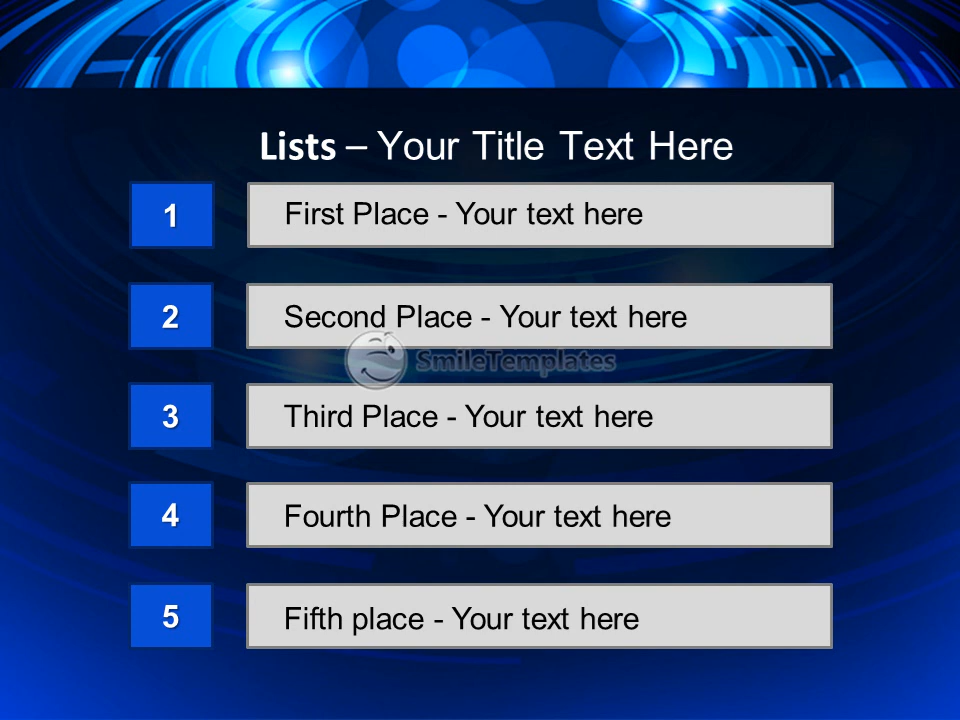 Lists – Your Title Text Here
1 First Place - Your text here
2 Second Place - Your text here
SmileTemplates
3 Third Place - Your text here
4 Fourth Place - Your text here
5 Fifth place - Your text here